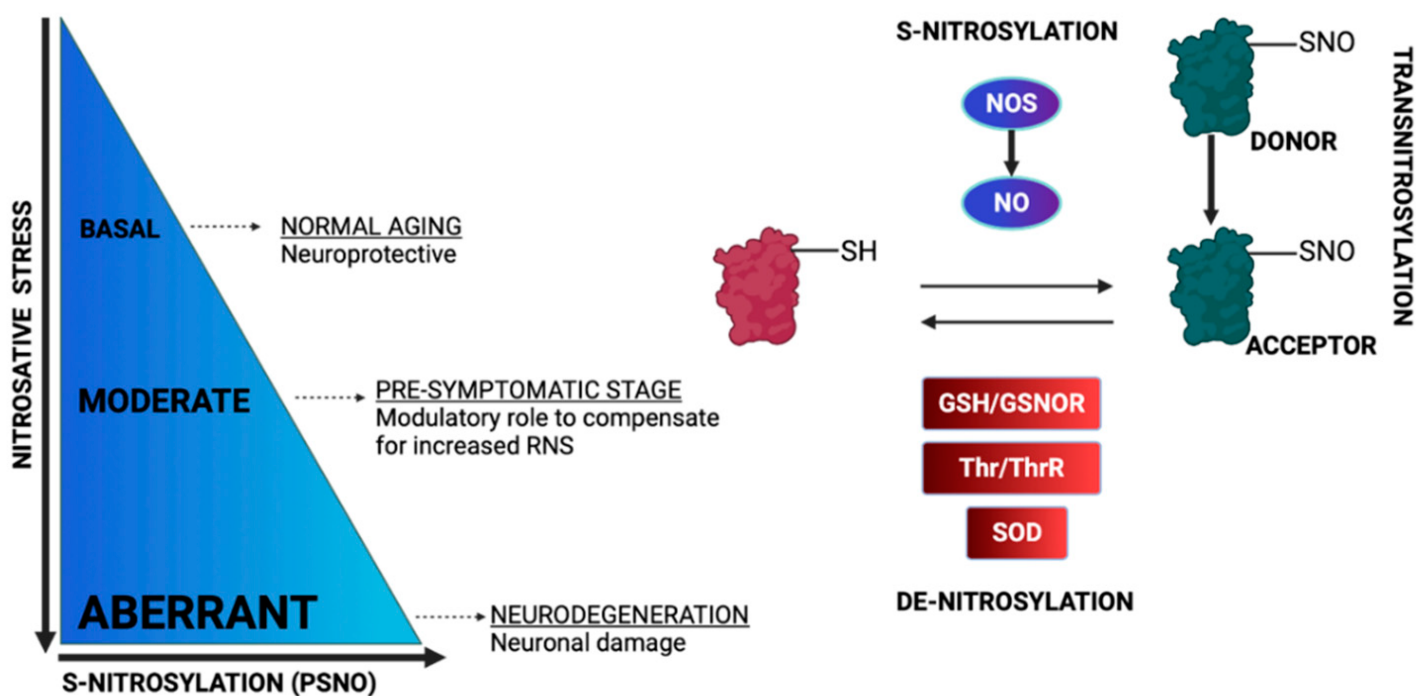 NITROSATIVE STRESS
BASAL
NORMAL AGING
Neuroprotective
MODERATE
PRE-SYMPTOMATIC STAGE
Modulatory role to compensate
for increased RNS
ABERRANT
NEURODEGENERATION
Neuronal damage
S-NITROSYLATION (PSNO)
S-NITROSYLATION
NOS
NO
SH
SNO
DONOR
SNO
ACCEPTOR
TRANSNITROSYLATION
GSH/GSNOR
Thr/ThrR
SOD
DE-NITROSYLATION